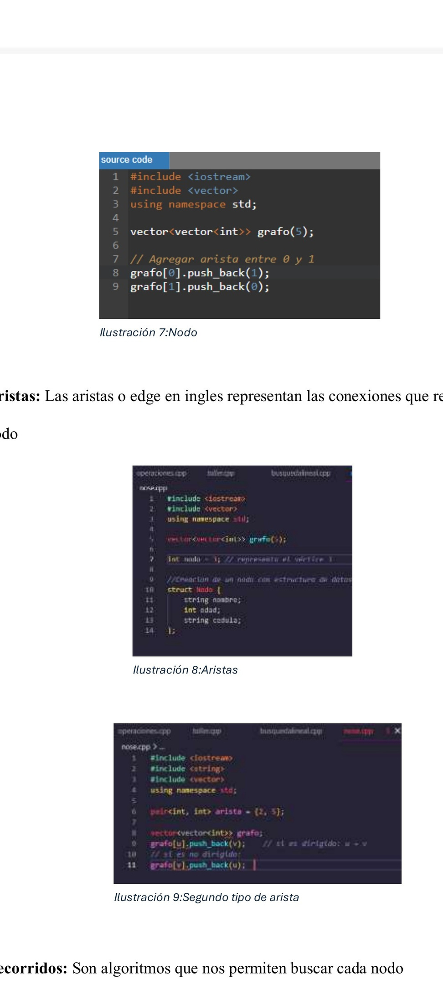 source code
1 #include <iostream>
2 #include <vector>
3 using namespace std;
4
5 vector<vector<int>> grafo(5);
6
7 // Agregar arista entre 0 y 1
8 grafo[0].push_back(1);
9 grafo[1].push_back(0);
Ilustración 7:Nodo
ristas: Las aristas o edge en ingles representan las conexiones que re
odo
operaciones.cpp taller.cpp busquedalineal.cpp
nose.cpp
1 #include <iostream>
2 #include <vector>
3 using namespace std;
4
5 vector<vector<int>> grafo(5);
6
7 int nodo = 3; // representa el vértice 3
8
9 //Creacion de un nodo con estructura de datos
10 struct Nodo {
11 string nombre;
12 int edad;
13 string cedula;
14 };
Ilustración 8:Aristas
operaciones.cpp taller.cpp busquedalineal.cpp nose.cpp ×
nose.cpp > ...
1 #include <iostream>
2 #include <string>
3 #include <vector>
4 using namespace std;
5
6 pair<int, int> arista = {2, 5};
7
8 vector<vector<int>> grafo;
9 grafo[u].push_back(v); // si es dirigido: u → v
10 // si es no dirigido:
11 grafo[v].push_back(u);
Ilustración 9:Segundo tipo de arista
ecorridos: Son algoritmos que nos permiten buscar cada nodo